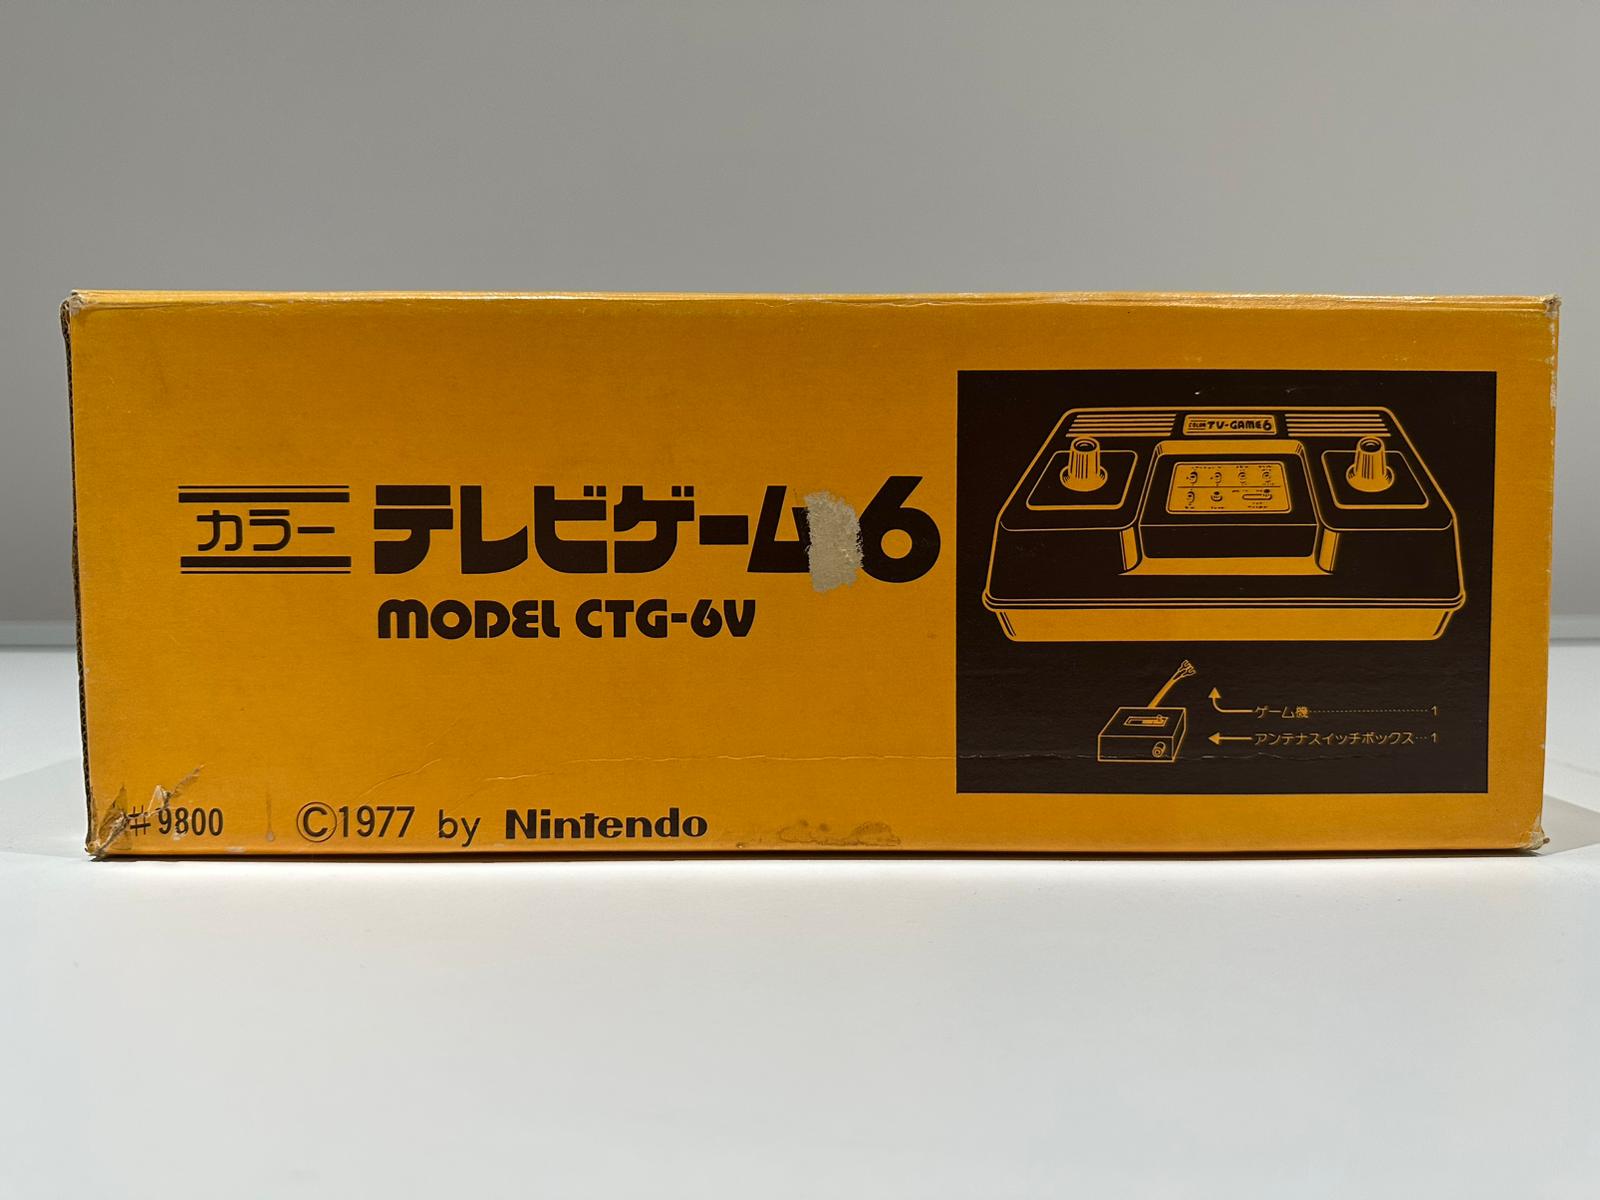 カラー テレビゲーム6
MODEL CTG-6V
COLOR TV-GAME 6
ゲーム機 1
アンテナスイッチボックス 1
# 9800 ©1977 by Nintendo